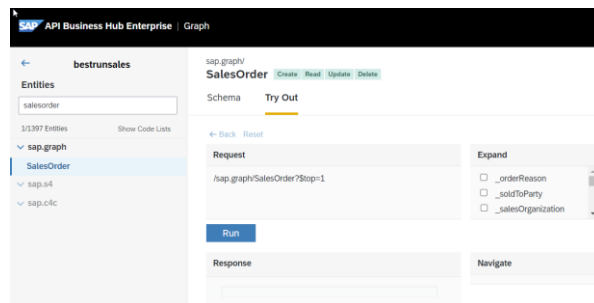 SAP API Business Hub Enterprise | Graph
← bestrunsales
Entities
salesorder
1/1397 Entities Show Code Lists
sap.graph
SalesOrder
sap.s4
sap.c4c
sap.graph/
SalesOrder Create Read Update Delete
Schema Try Out
← Back Reset
Request
/sap.graph/SalesOrder?$top=1
Run
Response
Expand
_orderReason
_soldToParty
_salesOrganization
Navigate